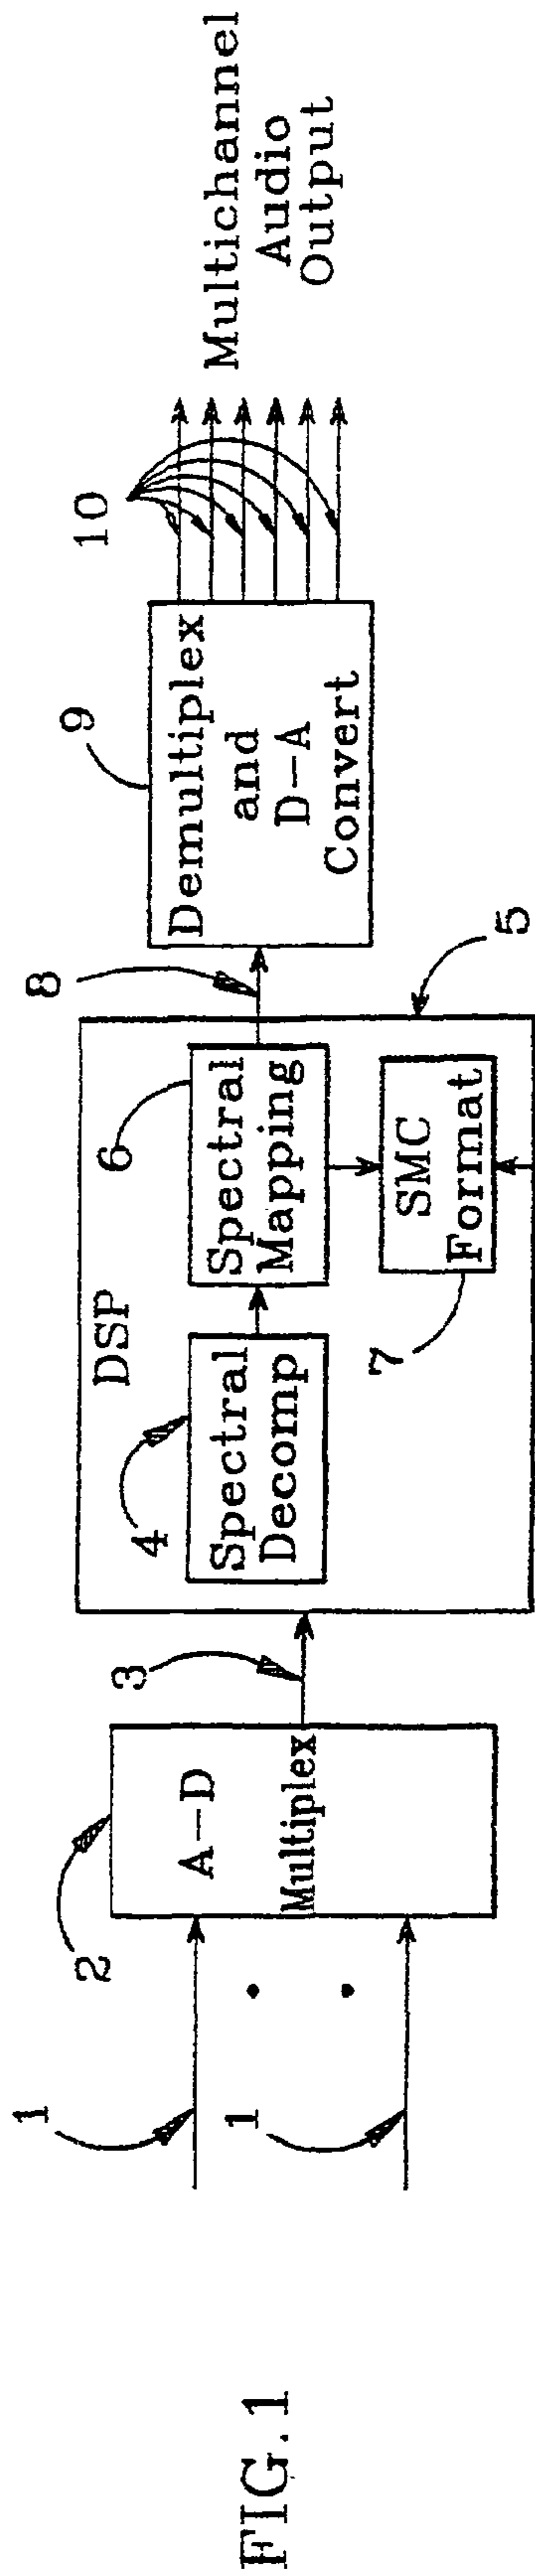 1
1
2
A-D
Multiplex
3
DSP
4
Spectral
Decomp
6
Spectral
Mapping
7
SMC
Format
5
8
9
Demultiplex
and
D-A
Convert
10
Multichannel
Audio
Output
FIG. 1